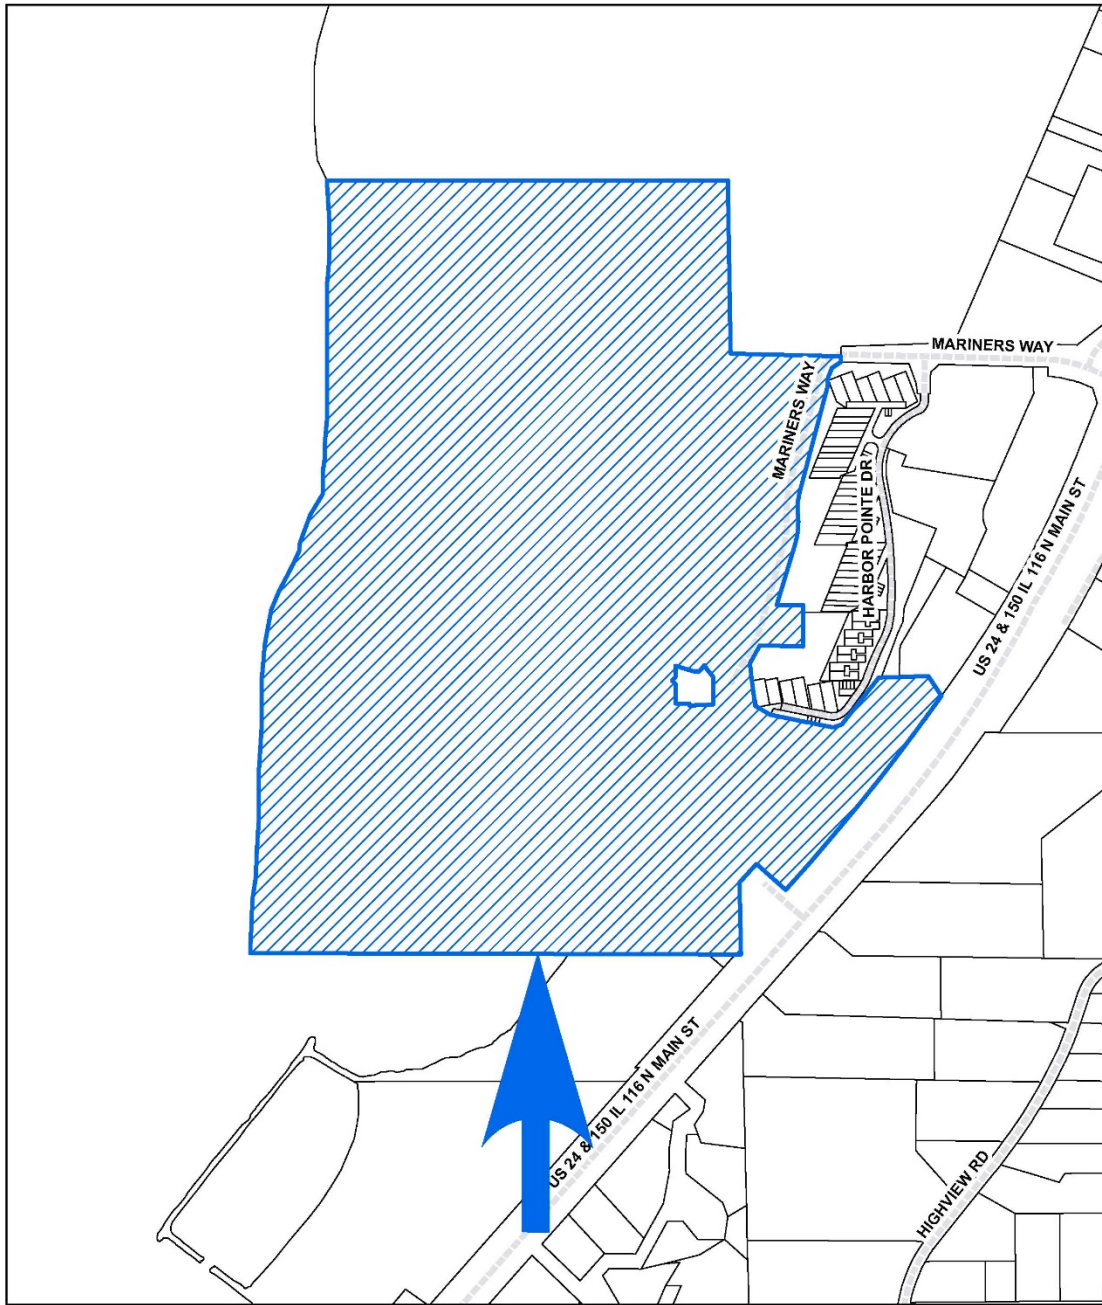 MARINERS WAY
MARINERS WAY
HARBOR POINTE DR
US 24 & 150 IL 116 N MAIN ST
US 24 & 150 IL 116 N MAIN ST
HIGHVIEW RD